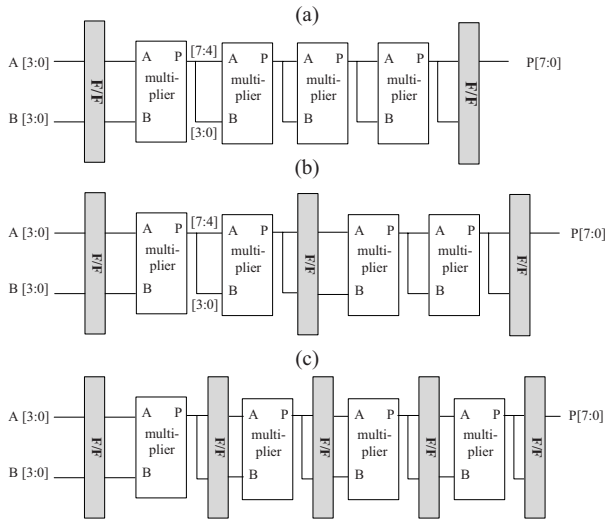 (a)
A [3:0]
B [3:0]
F/F
A P
multi-
plier
B
[7:4]
[3:0]
A P
multi-
plier
B
A P
multi-
plier
B
A P
multi-
plier
B
F/F
P[7:0]
(b)
A [3:0]
B [3:0]
F/F
A P
multi-
plier
B
[7:4]
[3:0]
A P
multi-
plier
B
F/F
A P
multi-
plier
B
A P
multi-
plier
B
F/F
P[7:0]
(c)
A [3:0]
B [3:0]
F/F
A P
multi-
plier
B
F/F
A P
multi-
plier
B
F/F
A P
multi-
plier
B
F/F
A P
multi-
plier
B
F/F
P[7:0]